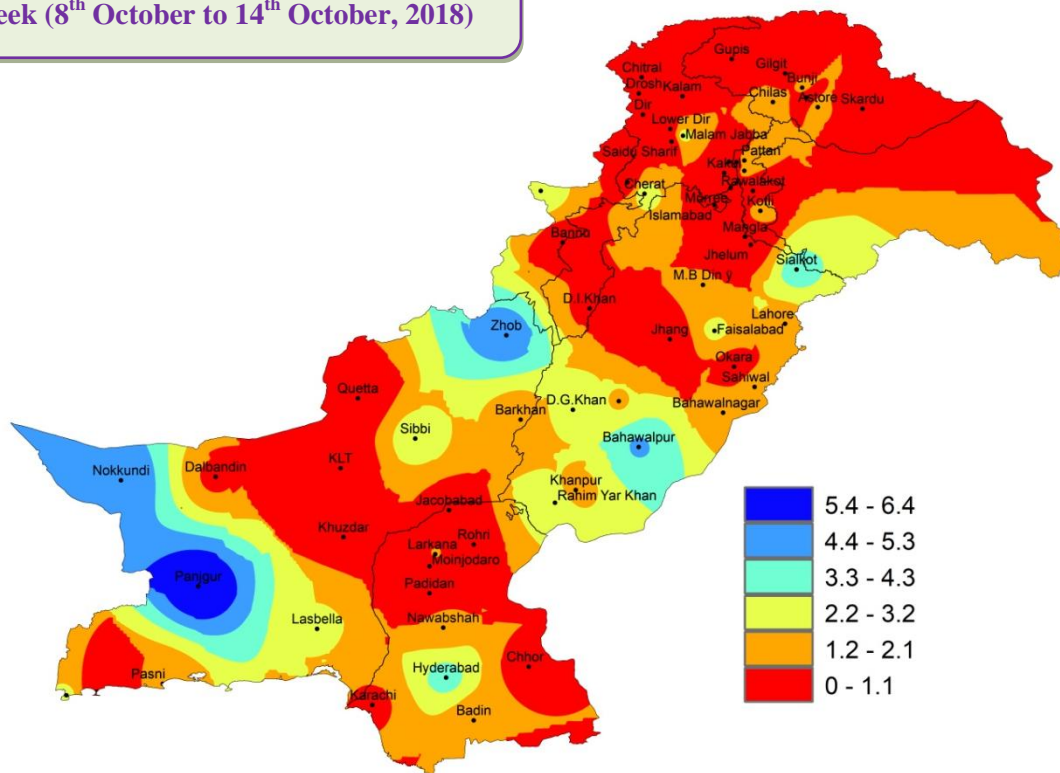 eek (8th October to 14th October, 2018)
Gupis
Gilgit
Bunji
Chitral
Drosh
Kalam
Chilas
Astore
Skardu
Dir
Lower Dir
Malam Jabba
Saidu Sharif
Pattan
Cherat
Rawalakot
Murree
Kotli
Islamabad
Mangla
Bannu
Jhelum
Sialkot
M.B Din ÿ
D.I.Khan
Lahore
Zhob
Jhang
Faisalabad
Okara
Sahiwal
Quetta
D.G.Khan
Bahawalnagar
Barkhan
Sibbi
Bahawalpur
Nokkundi
Dalbandin
KLT
Khanpur
Rahim Yar Khan
Jacobabad
Khuzdar
Rohri
Larkana
Moinjodaro
Panjgur
Padidan
Lasbella
Nawabshah
Pasni
Hyderabad
Chhor
Karachi
Badin
5.4 - 6.4
4.4 - 5.3
3.3 - 4.3
2.2 - 3.2
1.2 - 2.1
0 - 1.1